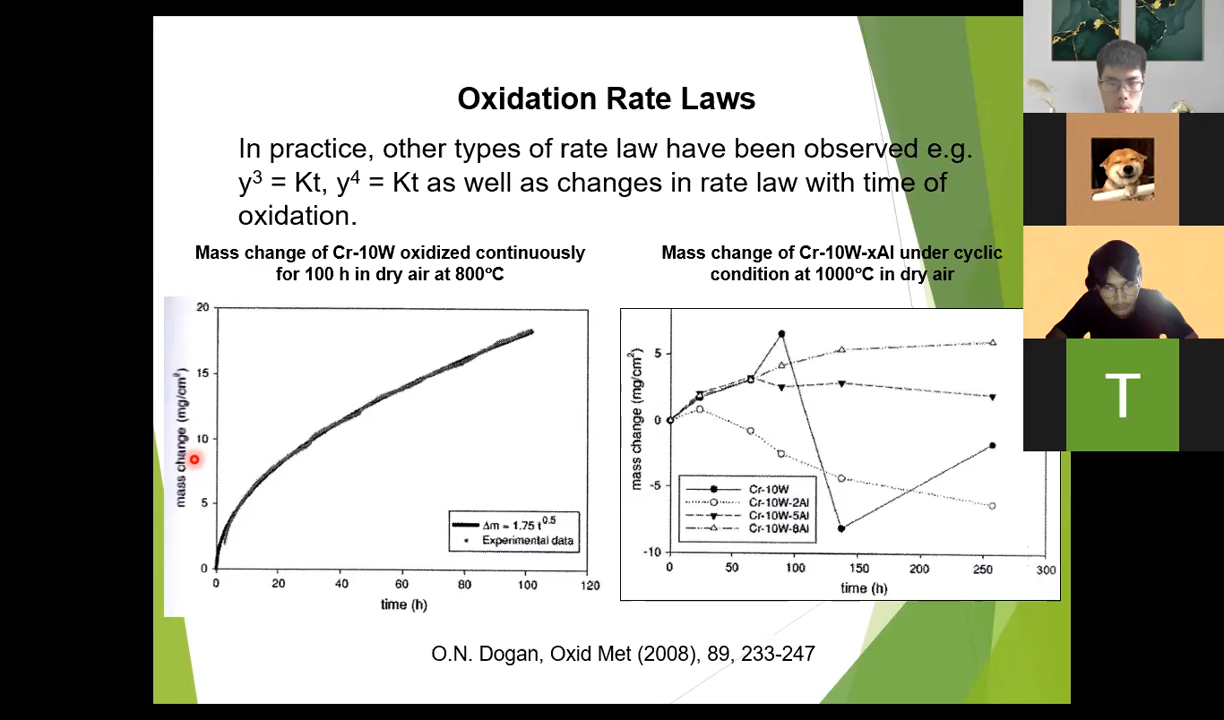 Oxidation Rate Laws
In practice, other types of rate law have been observed e.g.
y³ = Kt, y⁴ = Kt as well as changes in rate law with time of
oxidation.
Mass change of Cr-10W oxidized continuously
for 100 h in dry air at 800°C
20
15
10
5
0
mass change (mg/cm²)
Δm = 1.75 t^0.5
Experimental data
0 20 40 60 80 100 120
time (h)
Mass change of Cr-10W-xAl under cyclic
condition at 1000°C in dry air
5
0
-5
-10
mass change (mg/cm²)
Cr-10W
Cr-10W-2Al
Cr-10W-5Al
Cr-10W-8Al
0 50 100 150 200 250 300
time (h)
O.N. Dogan, Oxid Met (2008), 89, 233-247
T